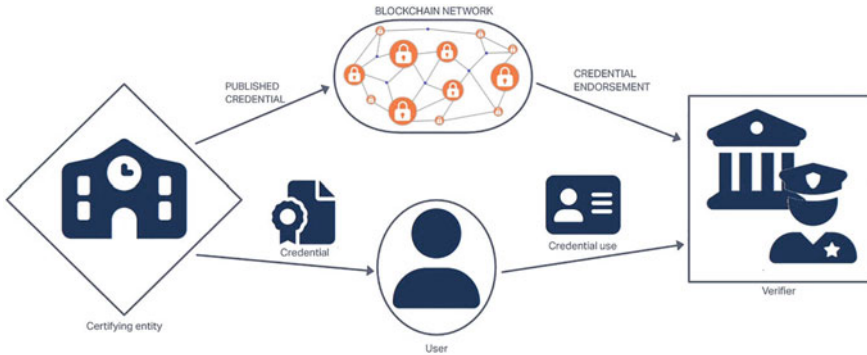 BLOCKCHAIN NETWORK
PUBLISHED
CREDENTIAL
CREDENTIAL
ENDORSEMENT
Credential
Credential use
Certifying entity
User
Verifier